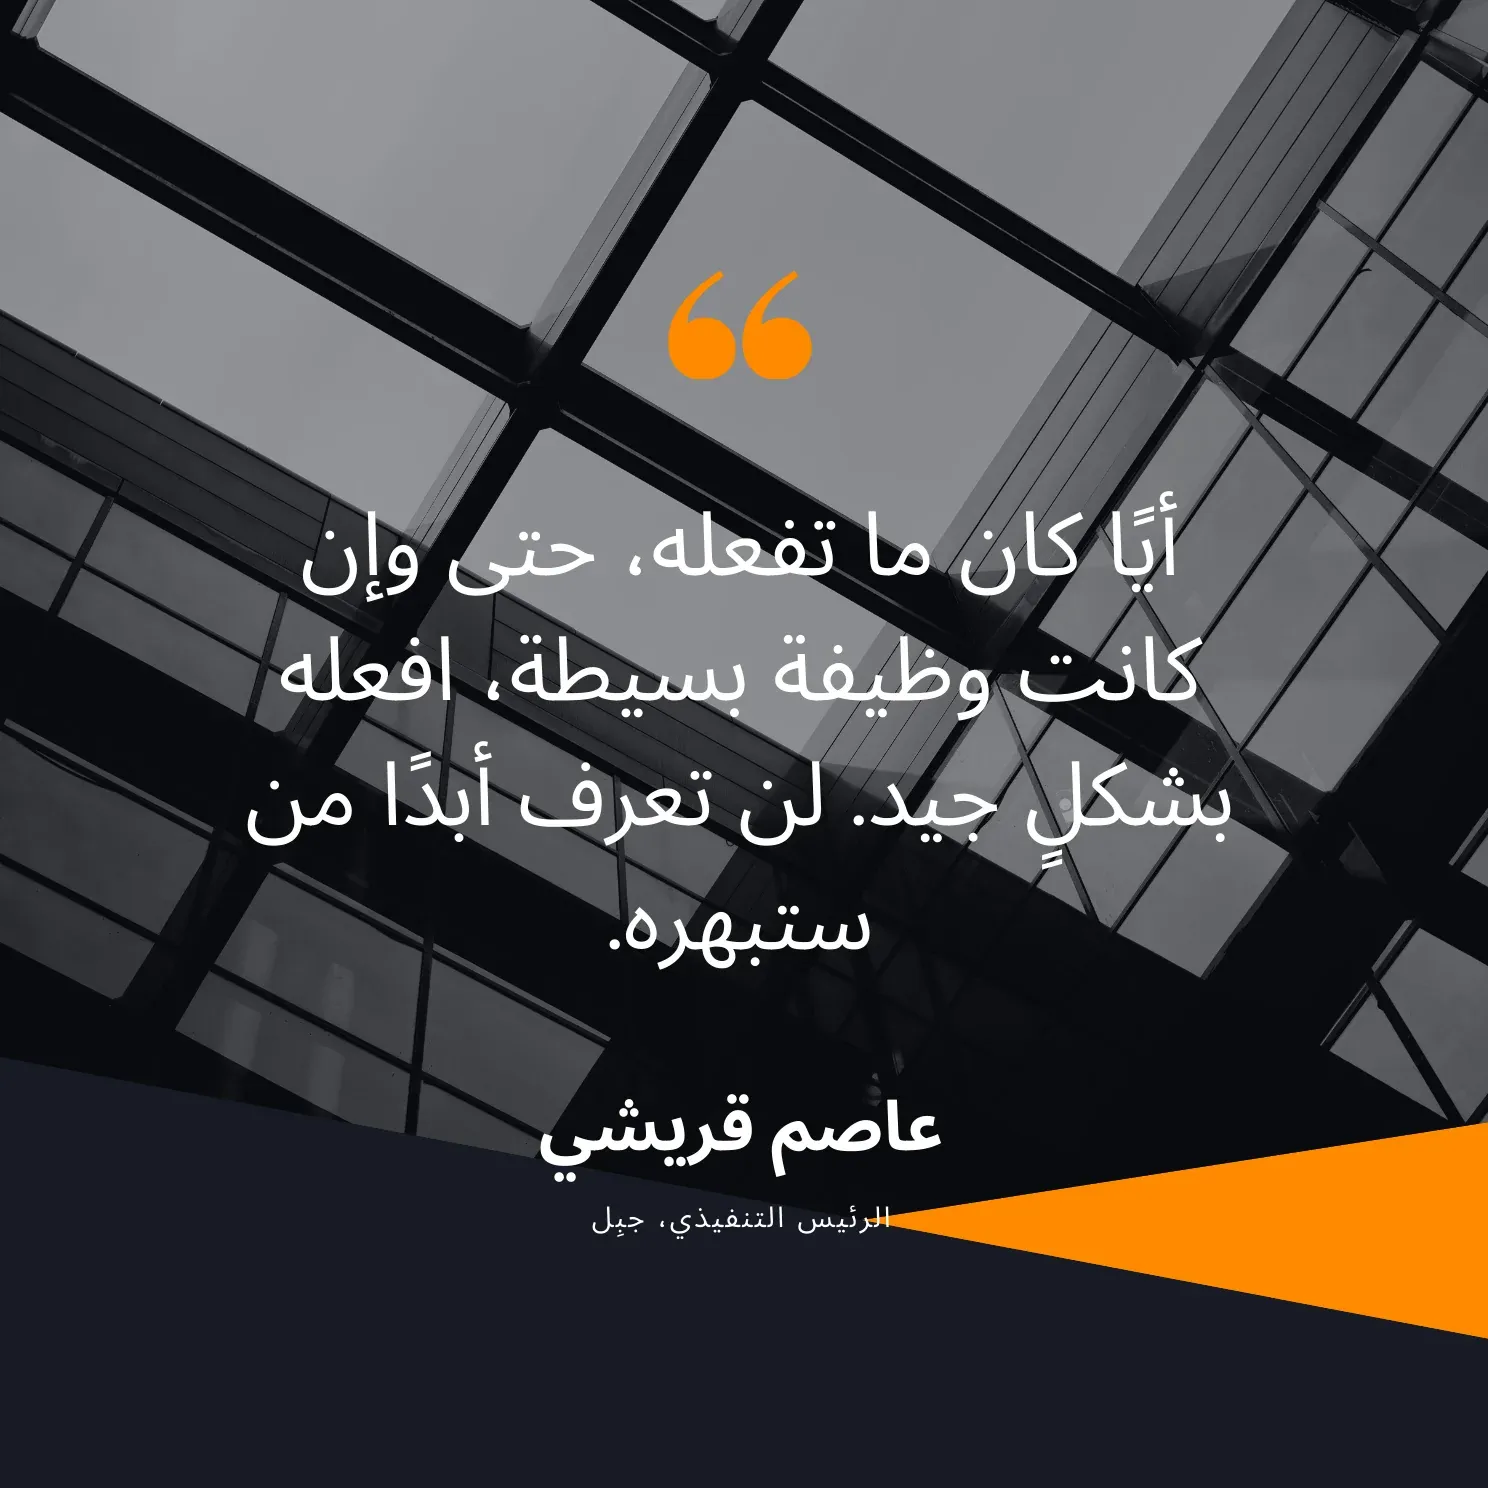 أيًا كان ما تفعله، حتى وإن
كانت وظيفة بسيطة، افعله
بشكلٍ جيد. لن تعرف أبدًا من
ستبهره.
عاصم قريشي
الرئيس التنفيذي، جبِل